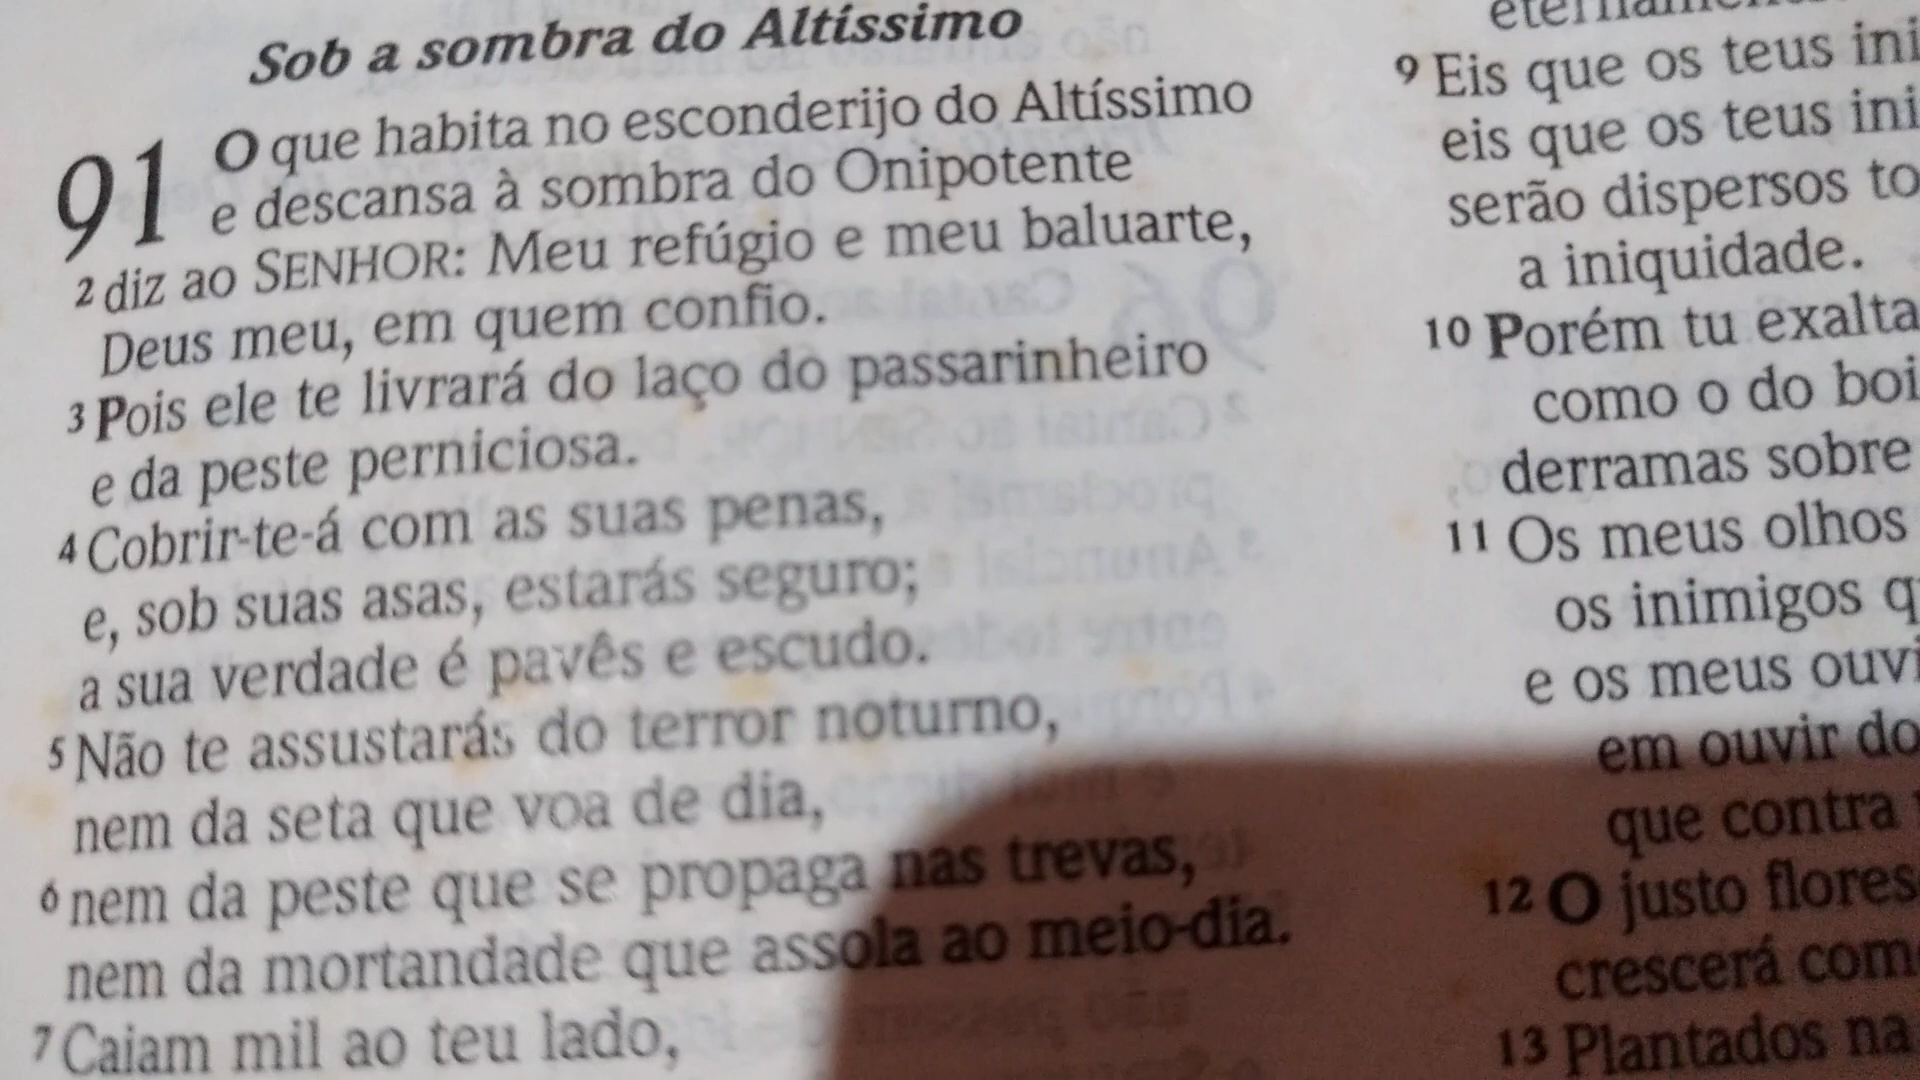 Sob a sombra do Altíssimo
91 O que habita no esconderijo do Altíssimo
e descansa à sombra do Onipotente
2 diz ao SENHOR: Meu refúgio e meu baluarte,
Deus meu, em quem confio.
3 Pois ele te livrará do laço do passarinheiro
e da peste perniciosa.
4 Cobrir-te-á com as suas penas,
e, sob suas asas, estarás seguro;
a sua verdade é pavês e escudo.
5 Não te assustarás do terror noturno,
nem da seta que voa de dia,
6 nem da peste que se propaga nas trevas,
nem da mortandade que assola ao meio-dia.
7 Caiam mil ao teu lado,
9 Eis que os teus ini
eis que os teus ini
serão dispersos to
a iniquidade.
10 Porém tu exalta
como o do boi
derramas sobre
11 Os meus olhos
os inimigos q
e os meus ouvi
em ouvir do
que contra
12 O justo flores
crescerá com
13 Plantados na